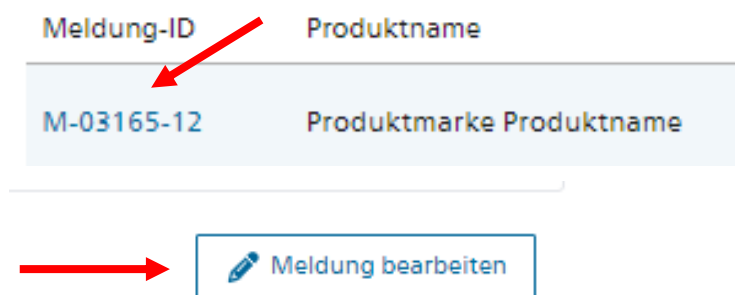 Meldung-ID Produktname
M-03165-12 Produktmarke Produktname
Meldung bearbeiten